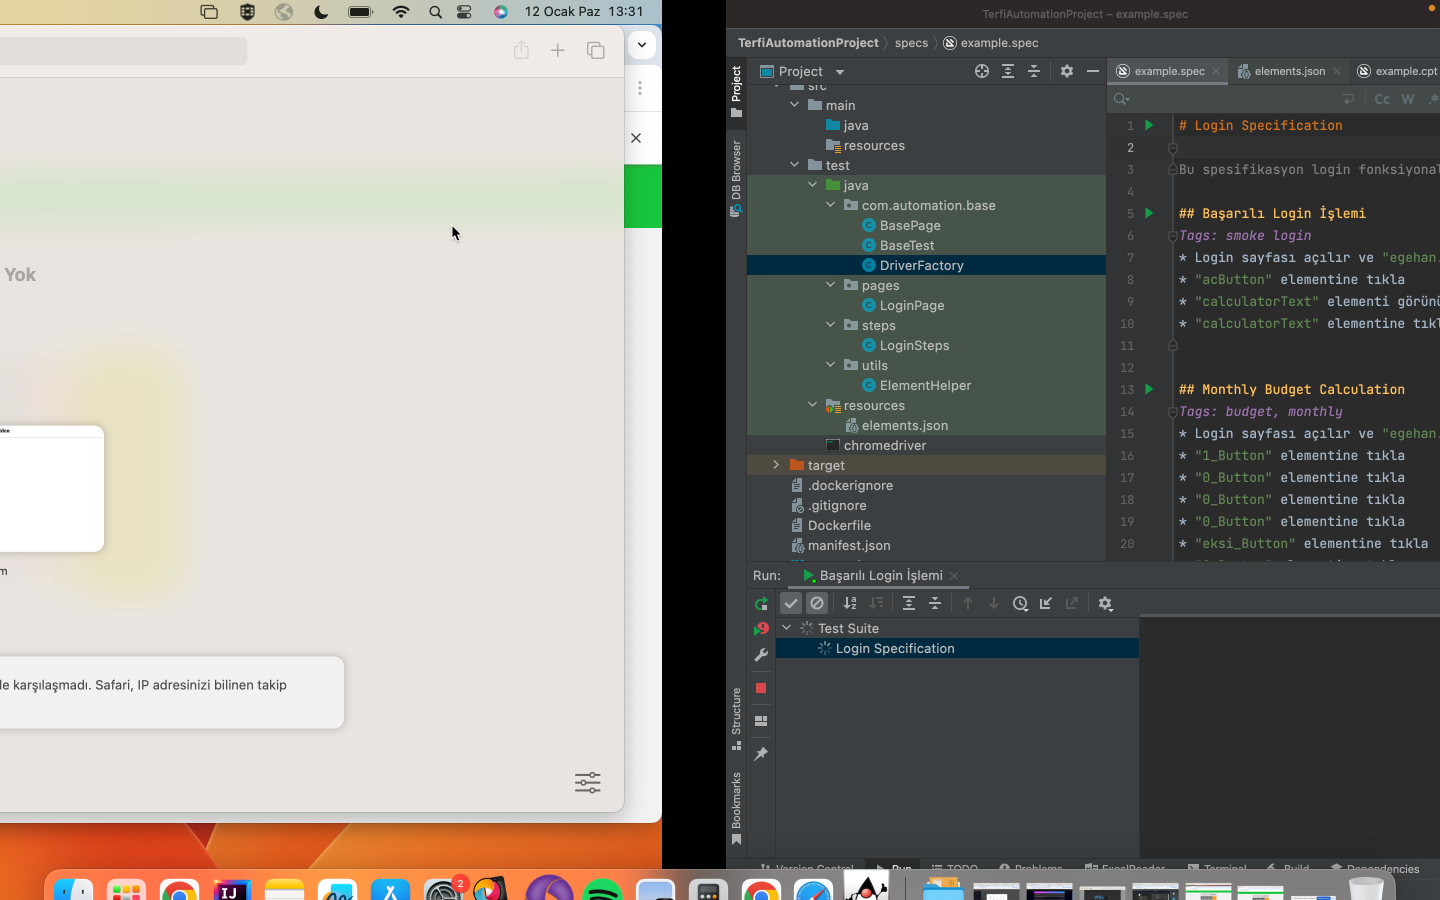 12 Ocak Paz 13:31
Yok
le karşılaşmadı. Safari, IP adresinizi bilinen takip
TerfiAutomationProject – example.spec
TerfiAutomationProject
specs
example.spec
Project
Project
DB Browser
Structure
Bookmarks
src
main
java
resources
test
java
com.automation.base
BasePage
BaseTest
DriverFactory
pages
LoginPage
steps
LoginSteps
utils
ElementHelper
resources
elements.json
chromedriver
target
.dockerignore
.gitignore
Dockerfile
manifest.json
example.spec
elements.json
example.cpt
Cc W .*
1 # Login Specification
2
3 Bu spesifikasyon login fonksiyonal
4
5 ## Başarılı Login İşlemi
6 Tags: smoke login
7 * Login sayfası açılır ve "egehan.
8 * "acButton" elementine tıkla
9 * "calculatorText" elementi görünü
10 * "calculatorText" elementine tıkl
11
12
13 ## Monthly Budget Calculation
14 Tags: budget, monthly
15 * Login sayfası açılır ve "egehan.
16 * "1_Button" elementine tıkla
17 * "0_Button" elementine tıkla
18 * "0_Button" elementine tıkla
19 * "0_Button" elementine tıkla
20 * "eksi_Button" elementine tıkla
Run: Başarılı Login İşlemi
Test Suite
Login Specification
Version Control
Run
TODO
Problems
ExcelReader
Terminal
Build
Dependencies
2
IJ